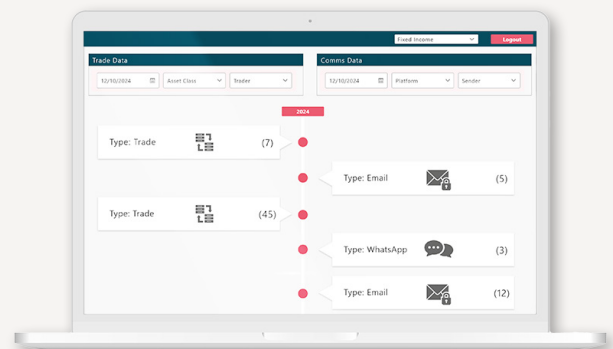 Fixed Income
Logout
Trade Data
Comms Data
12/10/2024
Asset Class
Trader
12/10/2024
Platform
Sender
2024
Type: Trade
(7)
Type: Email
(5)
Type: Trade
(45)
Type: WhatsApp
(3)
Type: Email
(12)